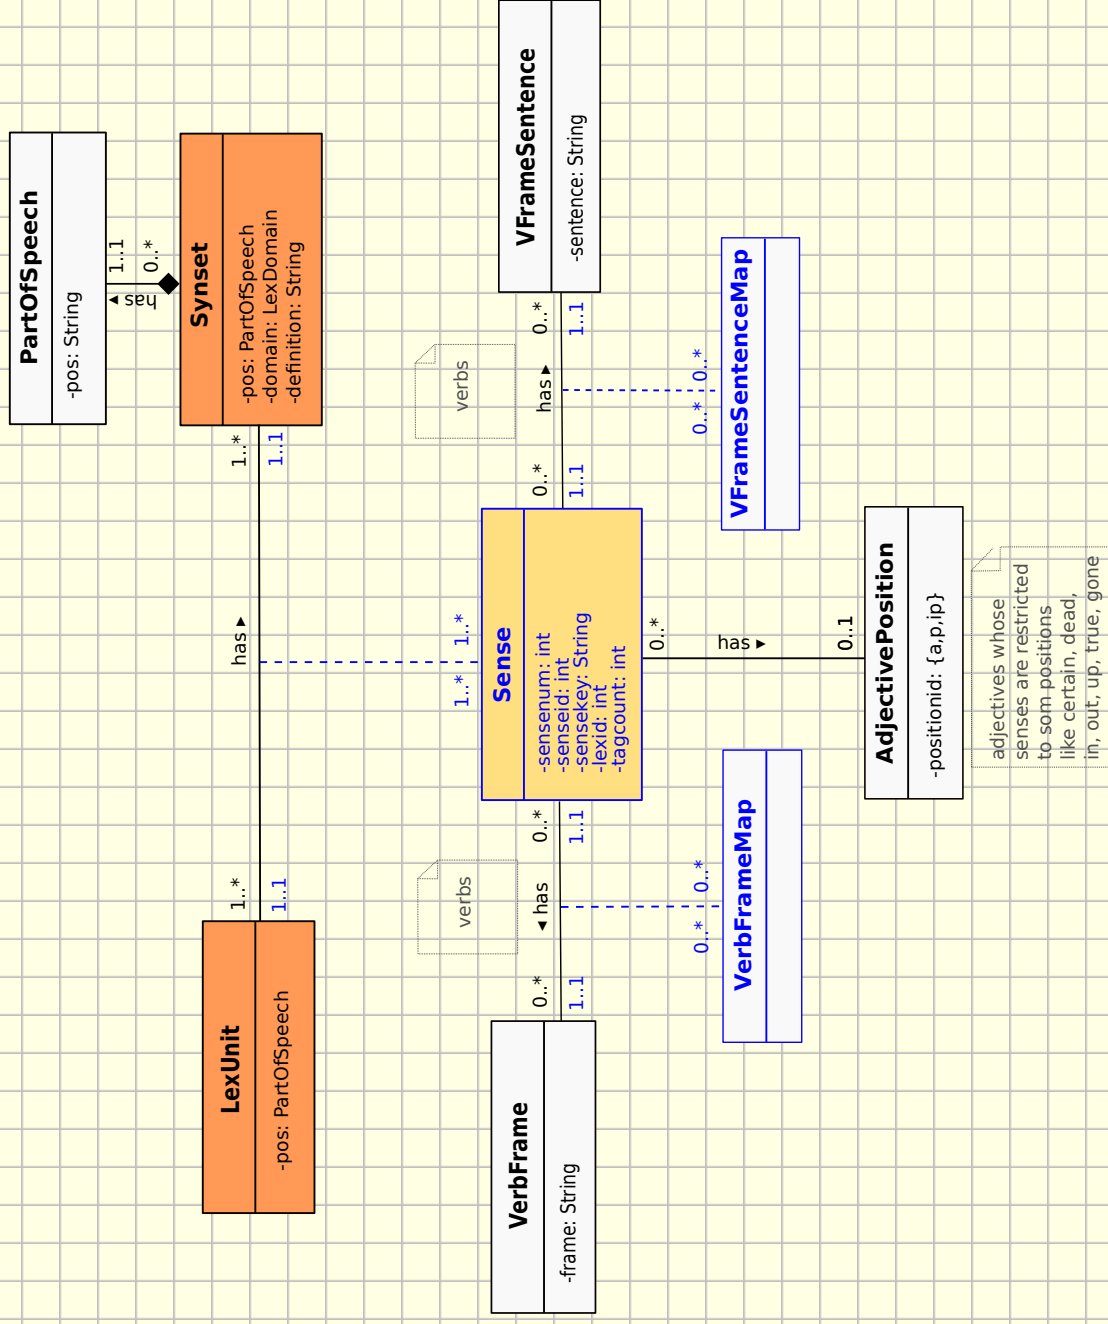 LexUnit
-pos: PartOfSpeech
1..*
1..1
has ▶
1..*
1..1
Synset
-pos: PartOfSpeech
-domain: LexDomain
-definition: String
0..*
has ▶
1..1
PartOfSpeech
-pos: String
1..*
1..*
VerbFrame
-frame: String
0..*
1..1
◀ has
verbs
0..*
1..1
Sense
-sensenum: int
-senseid: int
-sensekey: String
-lexid: int
-tagcount: int
0..*
1..1
has ▶
verbs
0..*
1..1
VFrameSentence
-sentence: String
0..*
0..*
VerbFrameMap
0..*
0..*
VFrameSentenceMap
0..*
has ▶
0..1
AdjectivePosition
-positionid: {a,p,ip}
adjectives whose
senses are restricted
to som positions
like certain, dead,
in, out, up, true, gone